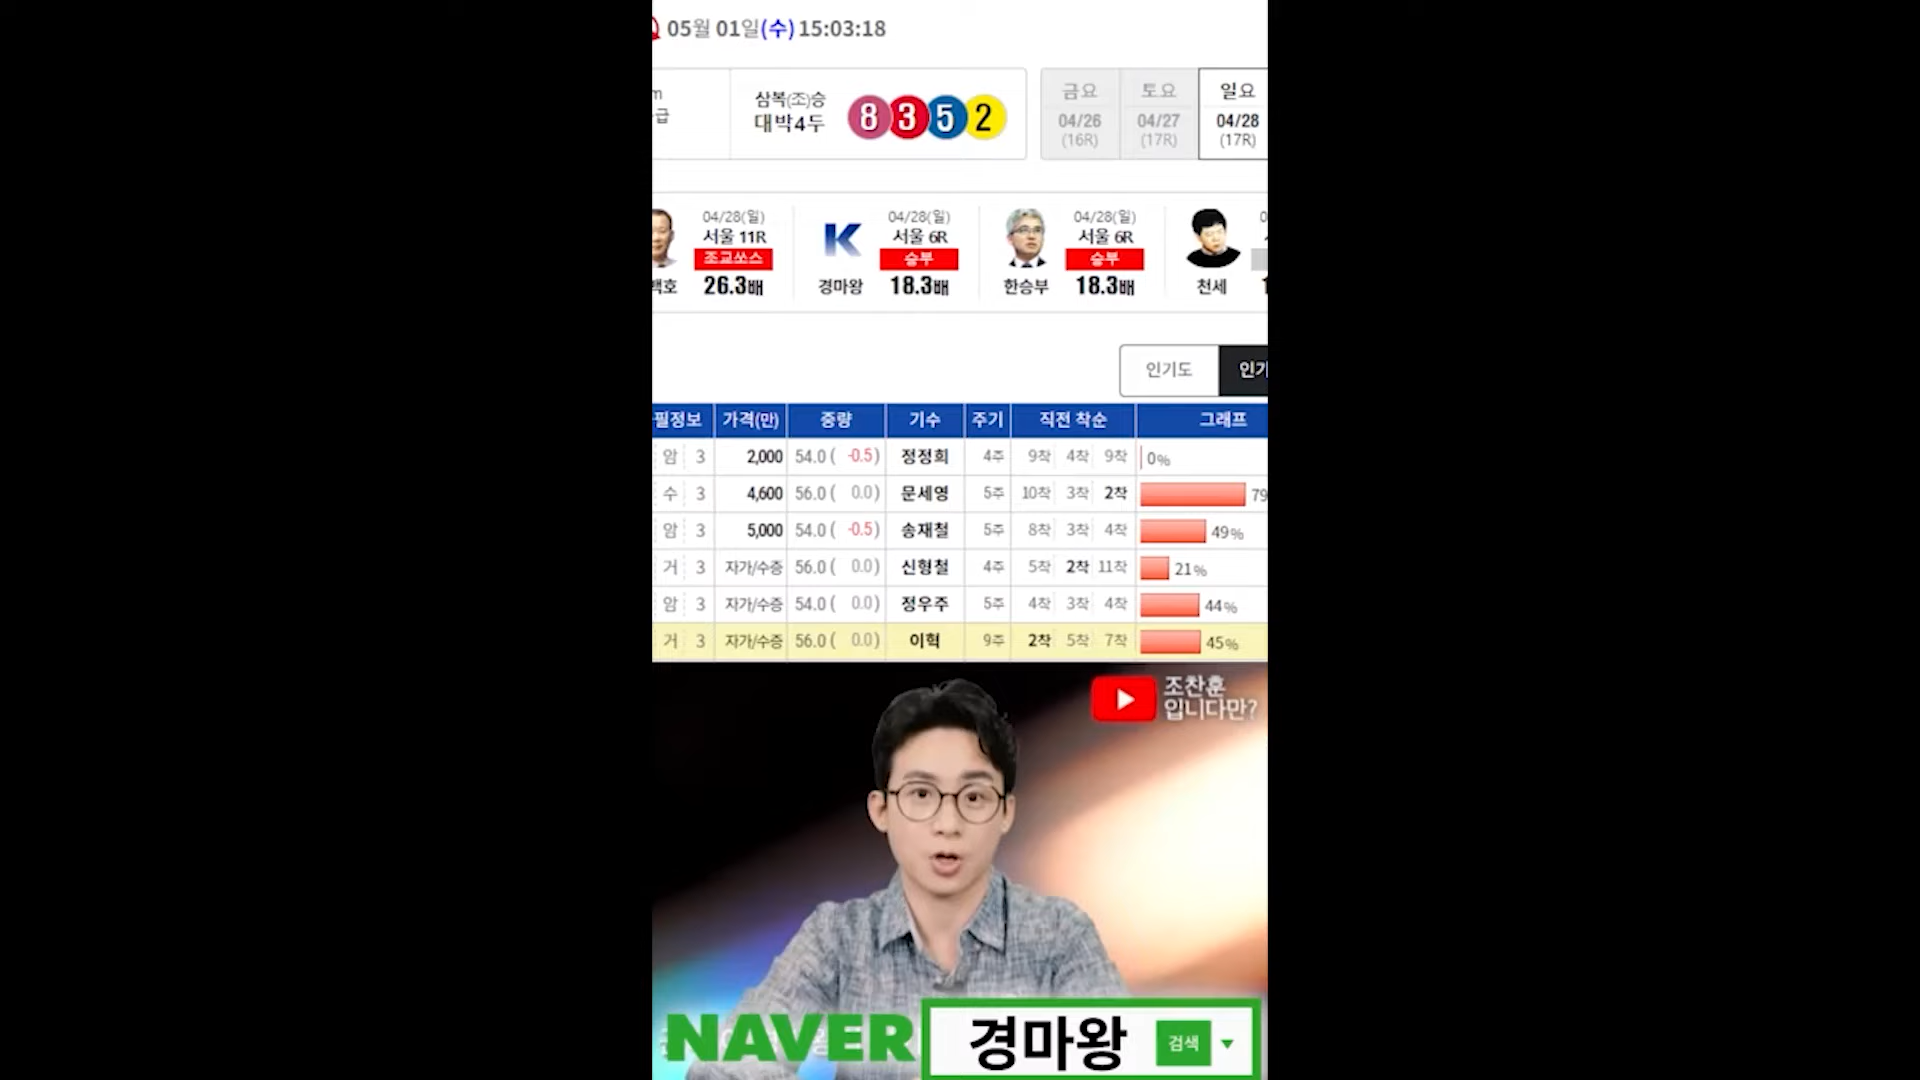 05월 01일(수) 15:03:18
m
급
삼복(조)승
대박4두
8 3 5 2
금요
04/26
(16R)
토요
04/27
(17R)
일요
04/28
(17R)
04/28(일)
서울 11R
조교쏘스
백호 26.3배
K
04/28(일)
서울 6R
승부
경마왕 18.3배
04/28(일)
서울 6R
승부
한승부 18.3배
천세
인기도 인기
필정보 가격(만) 중량 기수 주기 직전 착순 그래프
암 3 2,000 54.0 ( -0.5) 정정희 4주 9착 4착 9착 0%
수 3 4,600 56.0 ( 0.0) 문세영 5주 10착 3착 2착 79
암 3 5,000 54.0 ( -0.5) 송재철 5주 8착 3착 4착 49%
거 3 자가/수증 56.0 ( 0.0) 신형철 4주 5착 2착 11착 21%
암 3 자가/수증 54.0 ( 0.0) 정우주 5주 4착 3착 4착 44%
거 3 자가/수증 56.0 ( 0.0) 이혁 9주 2착 5착 7착 45%
조찬훈
입니다만?
NAVER 경마왕 검색